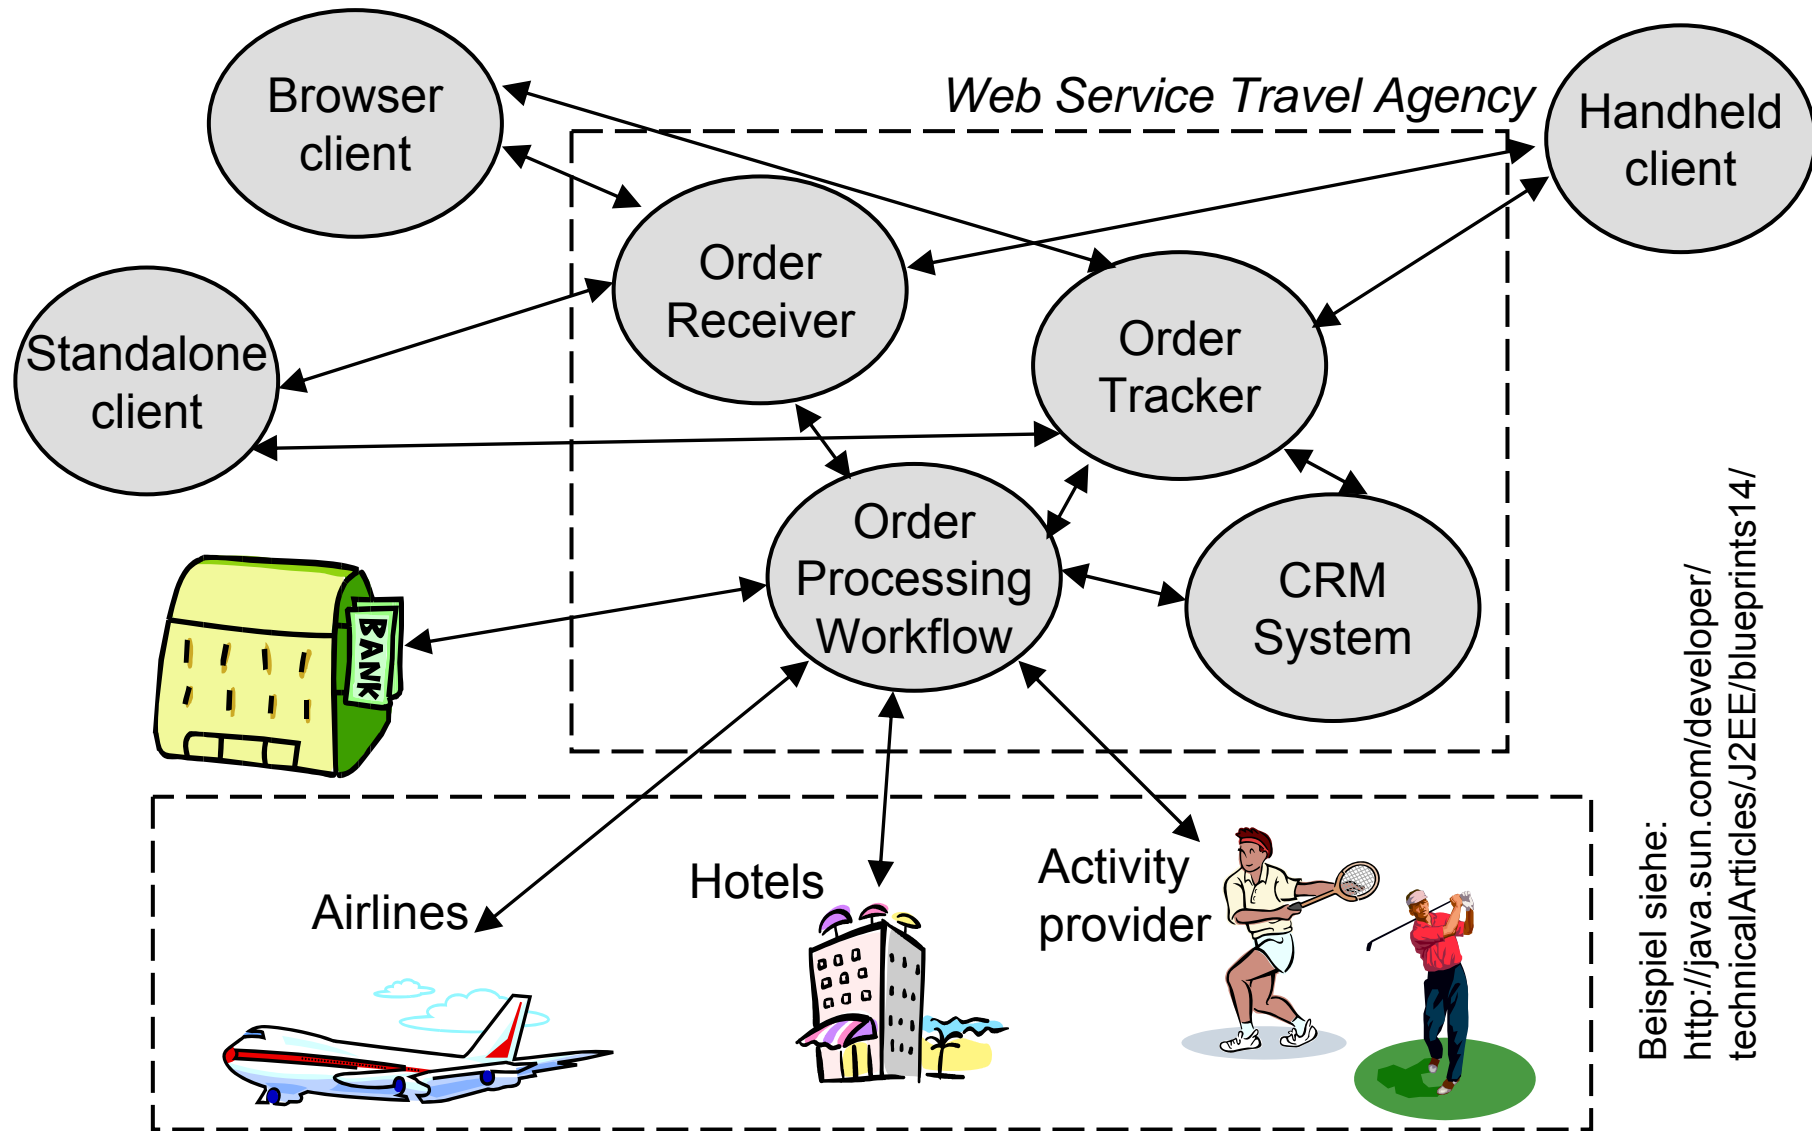 Browser
client
Web Service Travel Agency
Handheld
client
Order
Receiver
Standalone
client
Order
Tracker
Order
Processing
Workflow
CRM
System
BANK
Airlines
Hotels
Activity
provider
Beispiel siehe:
http://java.sun.com/developer/
technicalArticles/J2EE/blueprints14/